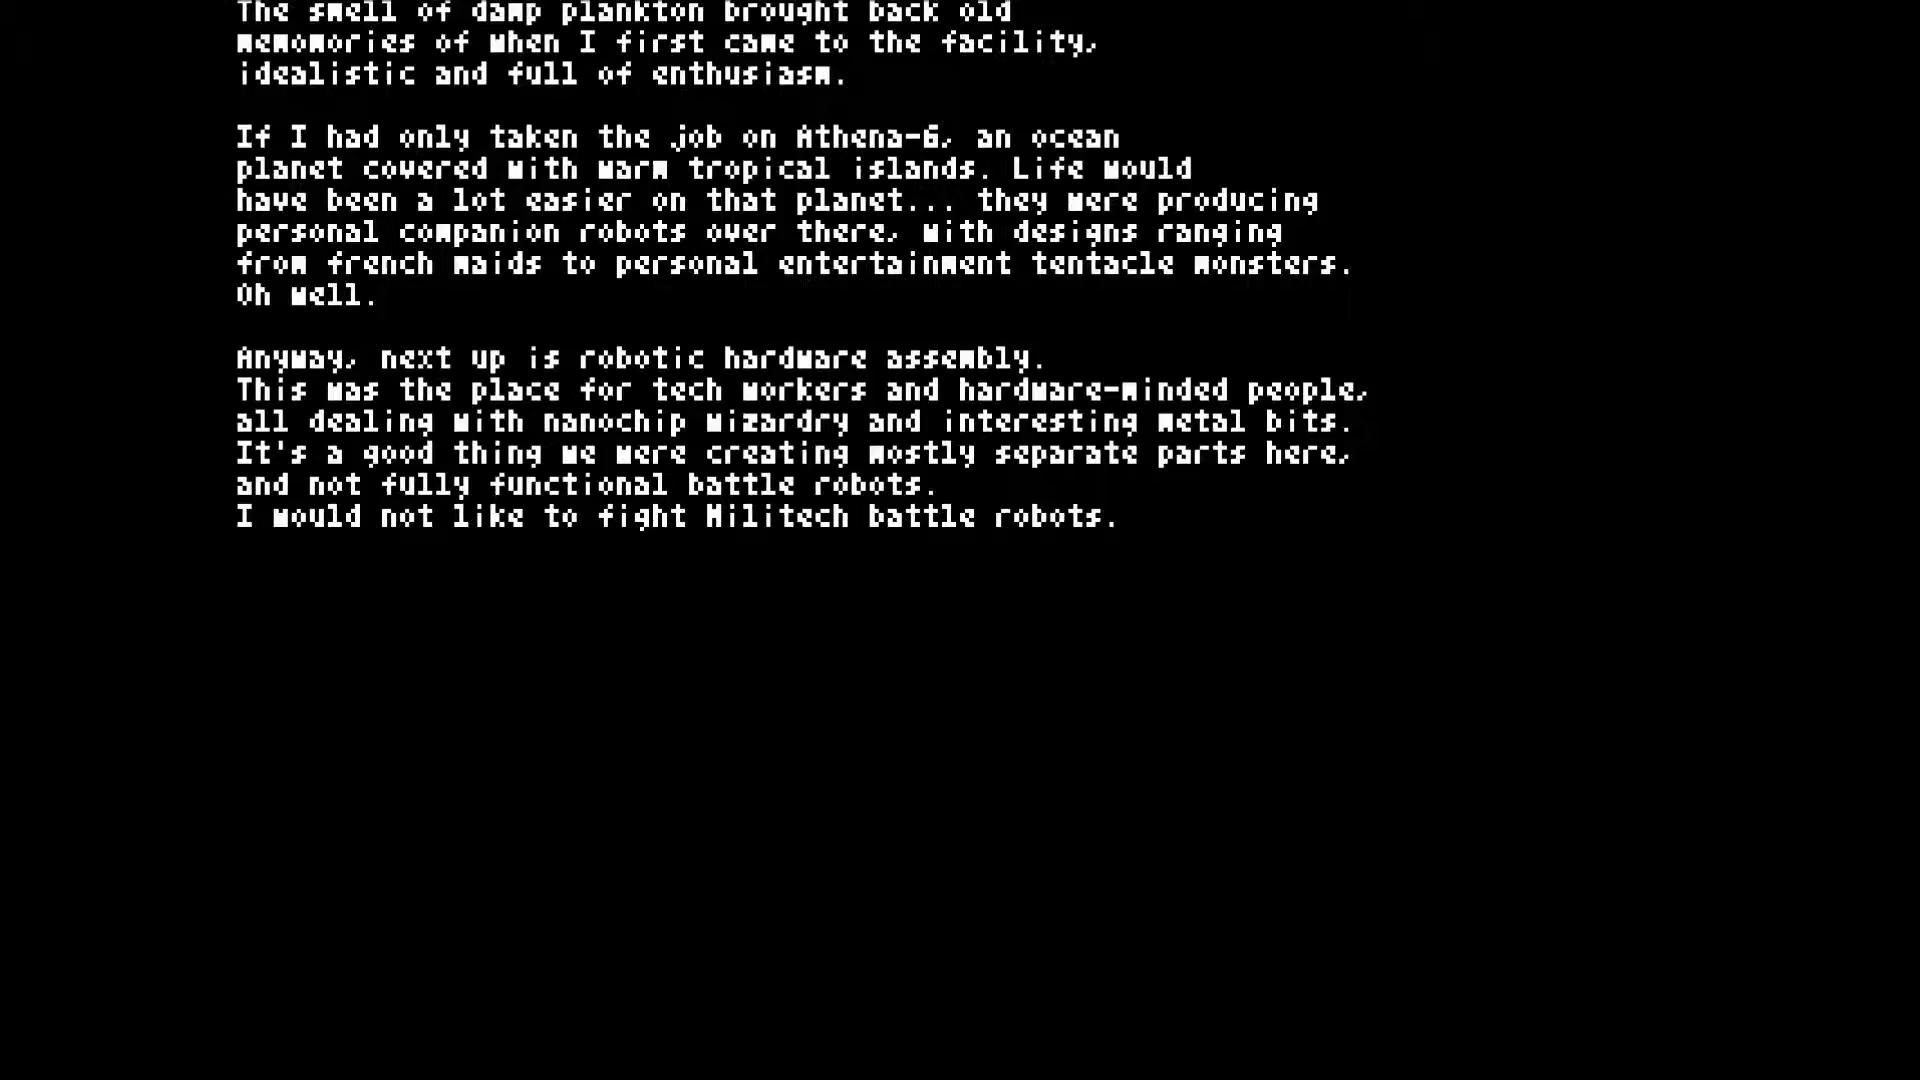 The smell of damp plankton brought back old
memomories of when I first came to the facility,
idealistic and full of enthusiasm.
If I had only taken the job on Athena-6, an ocean
planet covered with warm tropical islands. Life would
have been a lot easier on that planet... they were producing
personal companion robots over there, with designs ranging
from french maids to personal entertainment tentacle monsters.
Oh well.
Anyway, next up is robotic hardware assembly.
This was the place for tech workers and hardware-minded people,
all dealing with nanochip wizardry and interesting metal bits.
It's a good thing we were creating mostly separate parts here,
and not fully functional battle robots.
I would not like to fight Militech battle robots.